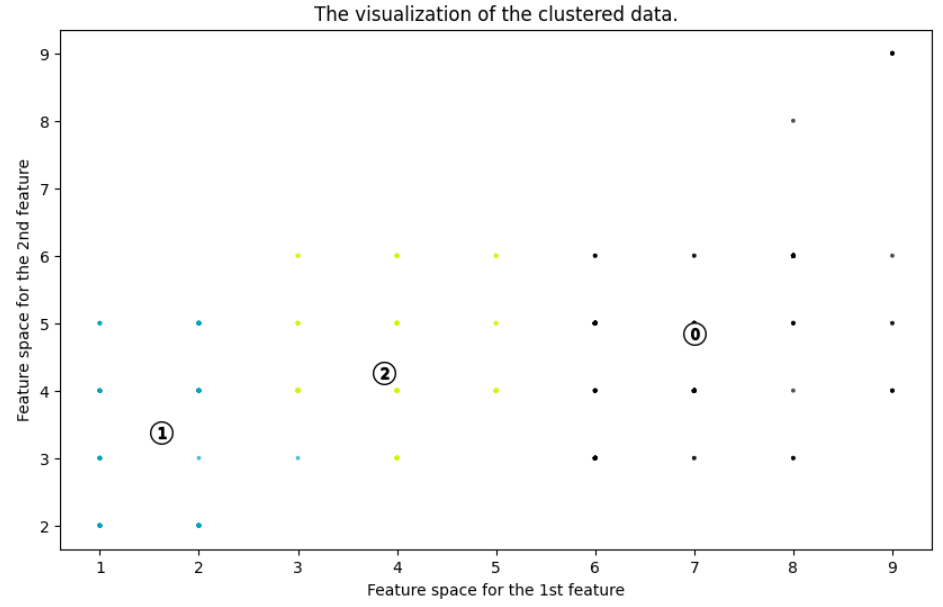 The visualization of the clustered data.
Feature space for the 2nd feature
9
8
7
6
5
4
3
2
0
2
1
1 2 3 4 5 6 7 8 9
Feature space for the 1st feature